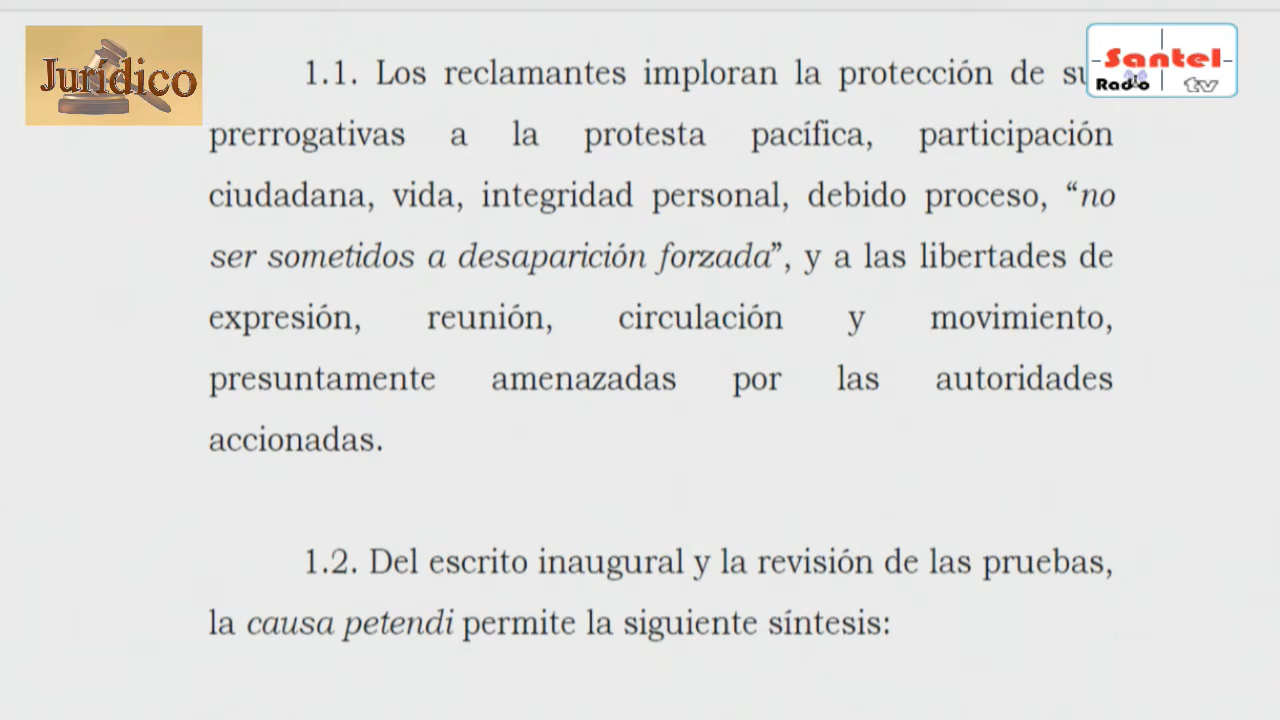 Jurídico
Santel
Radio tv
1.1. Los reclamantes imploran la protección de
prerrogativas a la protesta pacífica, participación
ciudadana, vida, integridad personal, debido proceso, “no
ser sometidos a desaparición forzada”, y a las libertades de
expresión, reunión, circulación y movimiento,
presuntamente amenazadas por las autoridades
accionadas.
1.2. Del escrito inaugural y la revisión de las pruebas,
la causa petendi permite la siguiente síntesis: